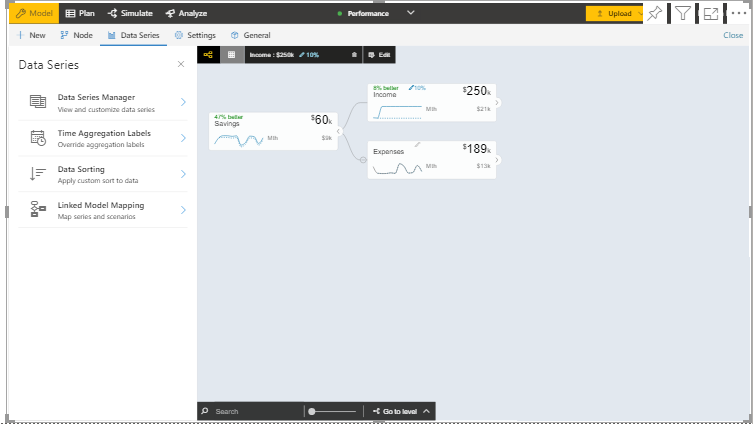 Model Plan Simulate Analyze Performance Upload
New Node Data Series Settings General Close
Data Series
Income : $250k 10% Edit
Data Series Manager
View and customize data series
Time Aggregation Labels
Override aggregation labels
Data Sorting
Apply custom sort to data
Linked Model Mapping
Map series and scenarios
47% better
Savings
$60k
Mth $9k
8% better 10%
Income
$250k
Mth $21k
Expenses
$189k
Mth $13k
Search Go to level